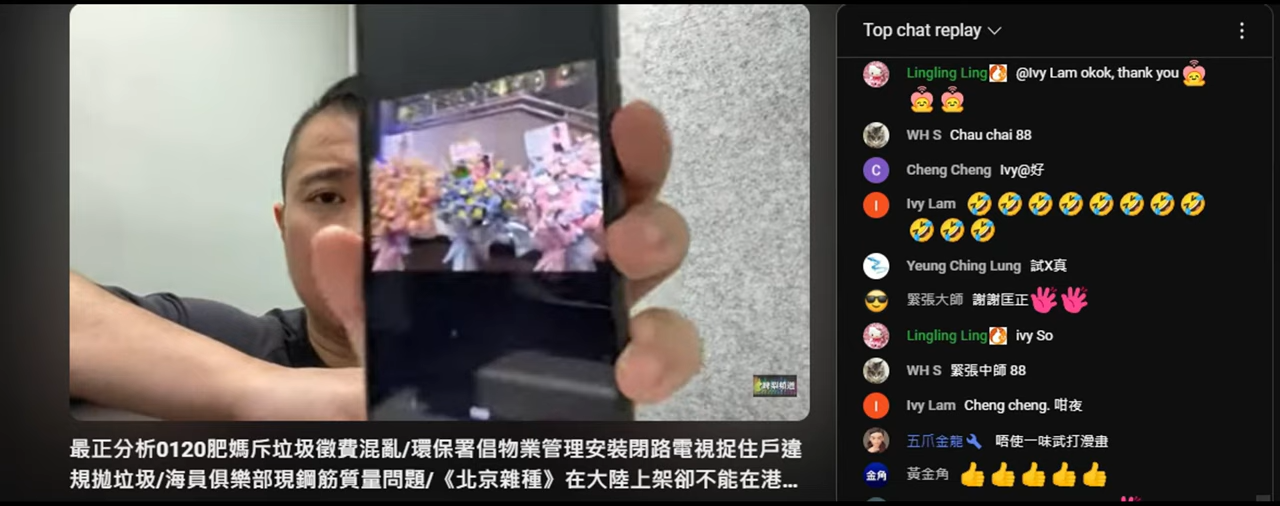 Top chat replay
Lingling Ling @Ivy Lam okok, thank you
WH S Chau chai 88
C Cheng Cheng Ivy@好
I Ivy Lam
Yeung Ching Lung 試X真
緊張大師 謝謝匡正
Lingling Ling ivy So
WH S 緊張中師 88
I Ivy Lam Cheng cheng. 咁夜
五爪金龍 唔使一味武打漫畫
金角 黃金角
最正分析0120肥媽斥垃圾徵費混亂/環保署倡物業管理安裝閉路電視捉住戶違
規拋垃圾/海員俱樂部現鋼筋質量問題/《北京雜種》在大陸上架卻不能在港...